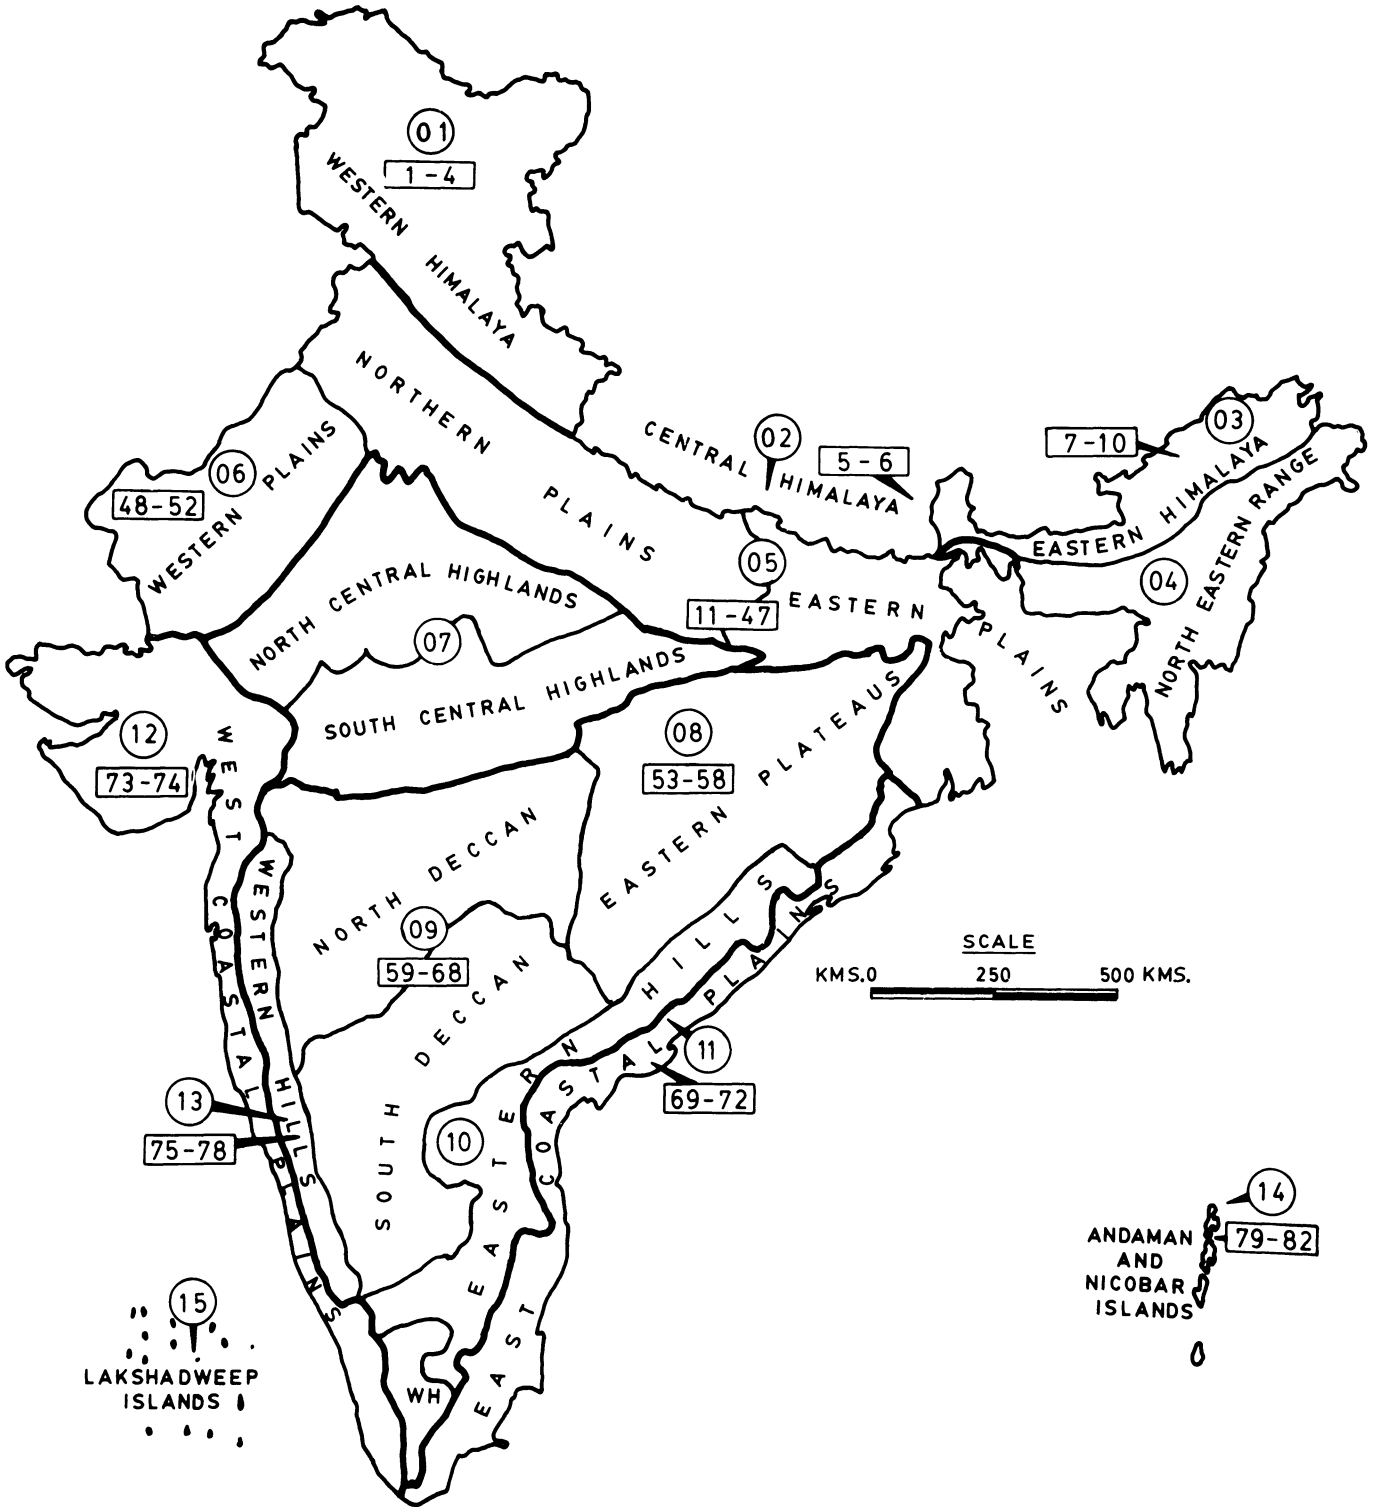 01
1-4
WESTERN HIMALAYA
NORTHERN PLAINS
CENTRAL HIMALAYA
02
5-6
03
7-10
EASTERN HIMALAYA
04
NORTH EASTERN RANGE
06
48-52
WESTERN PLAINS
05
11-47
EASTERN PLAINS
NORTH CENTRAL HIGHLANDS
07
SOUTH CENTRAL HIGHLANDS
08
53-58
EASTERN PLATEAUS
12
73-74
WEST COASTAL PLAINS
WESTERN HILLS
NORTH DECCAN
09
59-68
SOUTH DECCAN
SCALE
KMS.0 250 500 KMS.
EASTERN HILLS
10
11
69-72
EAST COASTAL PLAINS
13
75-78
WH
14
79-82
ANDAMAN
AND
NICOBAR
ISLANDS
15
LAKSHADWEEP
ISLANDS